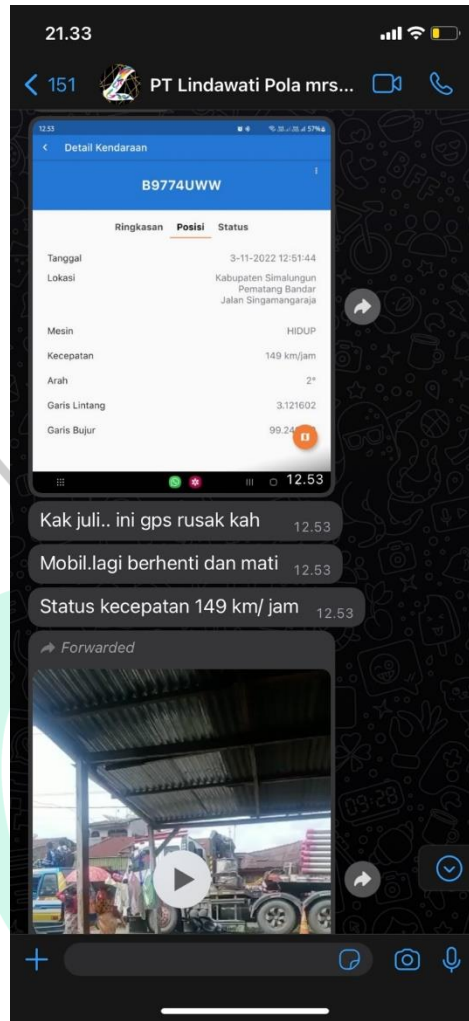 21.33
151
PT Lindawati Pola mrs...
12.53
57%
Detail Kendaraan
B9774UWW
Ringkasan Posisi Status
Tanggal 3-11-2022 12:51:44
Lokasi Kabupaten Simalungun
Pematang Bandar
Jalan Singamangaraja
Mesin HIDUP
Kecepatan 149 km/jam
Arah 2°
Garis Lintang 3.121602
Garis Bujur 99.24
12.53
Kak juli.. ini gps rusak kah 12.53
Mobil.lagi berhenti dan mati 12.53
Status kecepatan 149 km/ jam 12.53
Forwarded